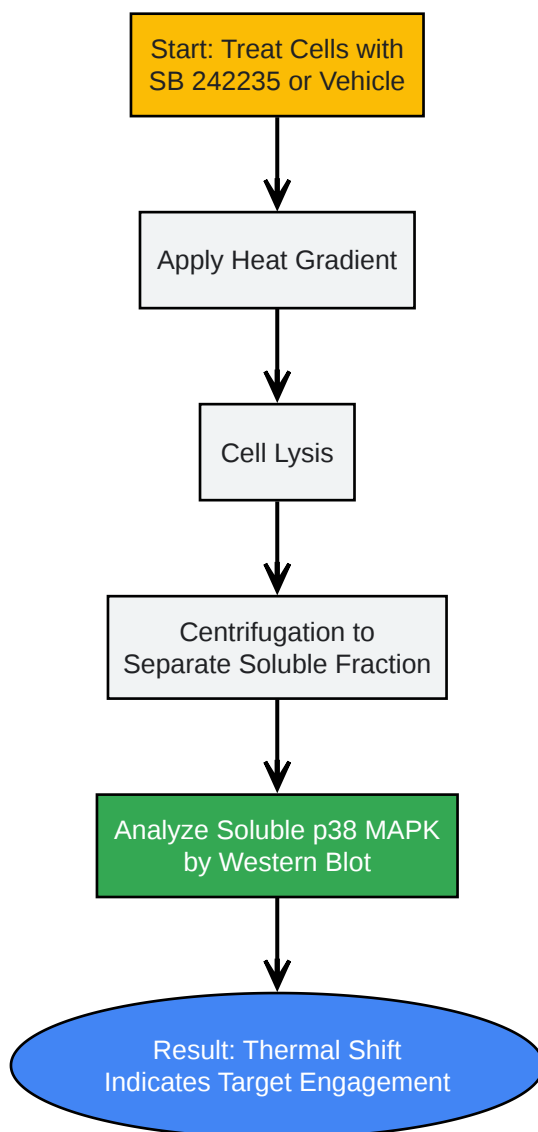 Start: Treat Cells with
SB 242235 or Vehicle
Apply Heat Gradient
Cell Lysis
Centrifugation to
Separate Soluble Fraction
Analyze Soluble p38 MAPK
by Western Blot
Result: Thermal Shift
Indicates Target Engagement